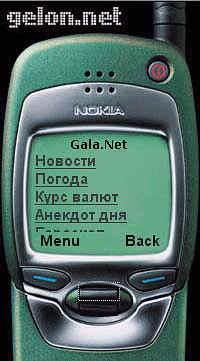 gelon.net
NOKIA
Gala.Net
Новости
Погода
Курс валют
Анекдот дня
Menu Back